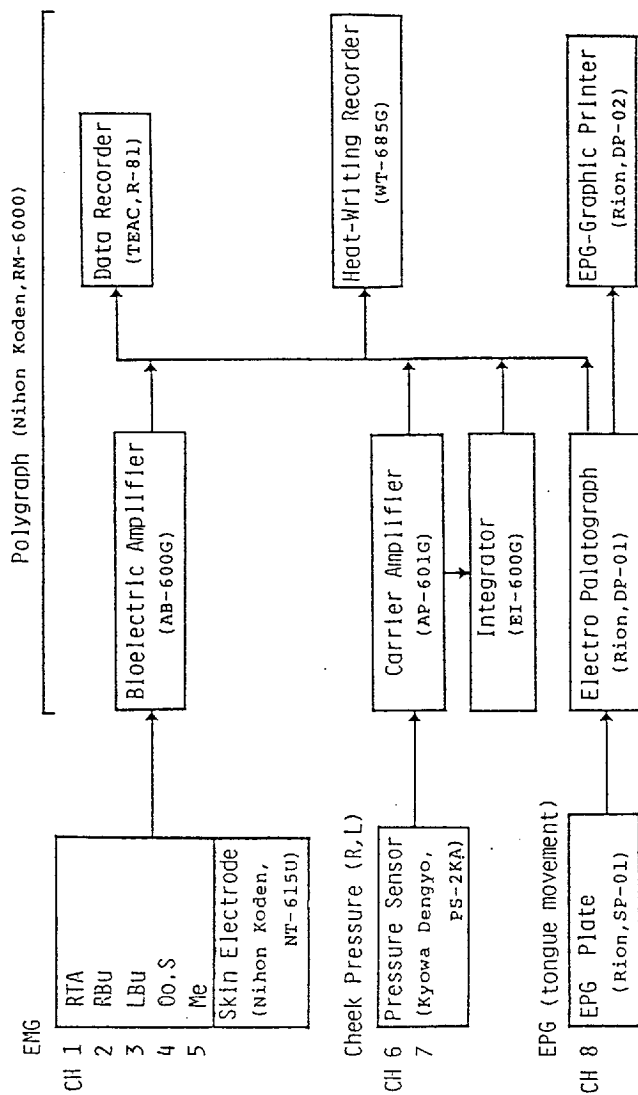 Polygraph (Nihon Koden, RM-6000)
EMG
CH 1 RTA
2 RBu
3 LBu
4 Oo,S
5 Me
Skin Electrode
(Nihon Koden,
NT-615U)
Bioelectric Amplifier
(AB-600G)
Data Recorder
(TEAC, R-81)
Cheek Pressure (R,L)
CH 6 Pressure Sensor
7 (Kyowa Dengyo,
PS-2KA)
Carrier Amplifier
(AP-601G)
Integrator
(EI-600G)
Heat-Writing Recorder
(WT-685G)
EPG (tongue movement)
CH 8 EPG Plate
(Rion, SP-01)
Electro Palatograph
(Rion, DP-01)
EPG-Graphic Printer
(Rion, DP-02)